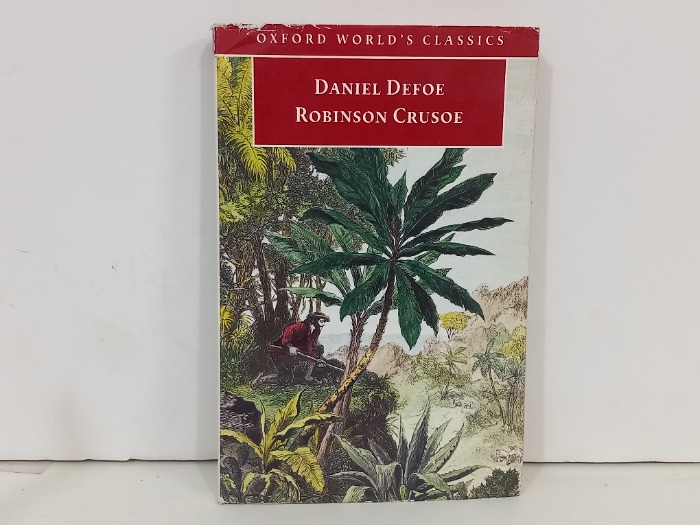 OXFORD WORLD'S CLASSICS
DANIEL DEFOE
ROBINSON CRUSOE